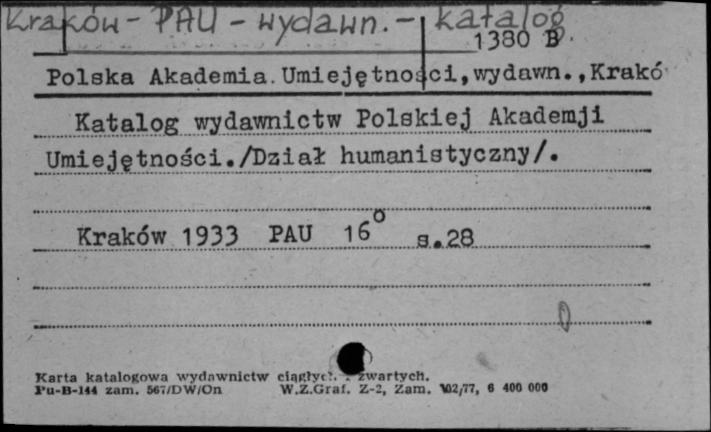 Kraków - PAU - wydawn. - katalog
1380 B
Polska Akademia Umiejętności,wydawn.,Krakó
Katalog wydawnictw Polskiej Akademji
Umiejętności./Dział humanistyczny/.
Kraków 1933 PAU 16° s.28
Karta katalogowa wydawnictw ciągłych i zwartych.
Pu-B-144 zam. 567/DW/On W.Z.Graf. Z-2, Zam. 102/77, 6 400 000